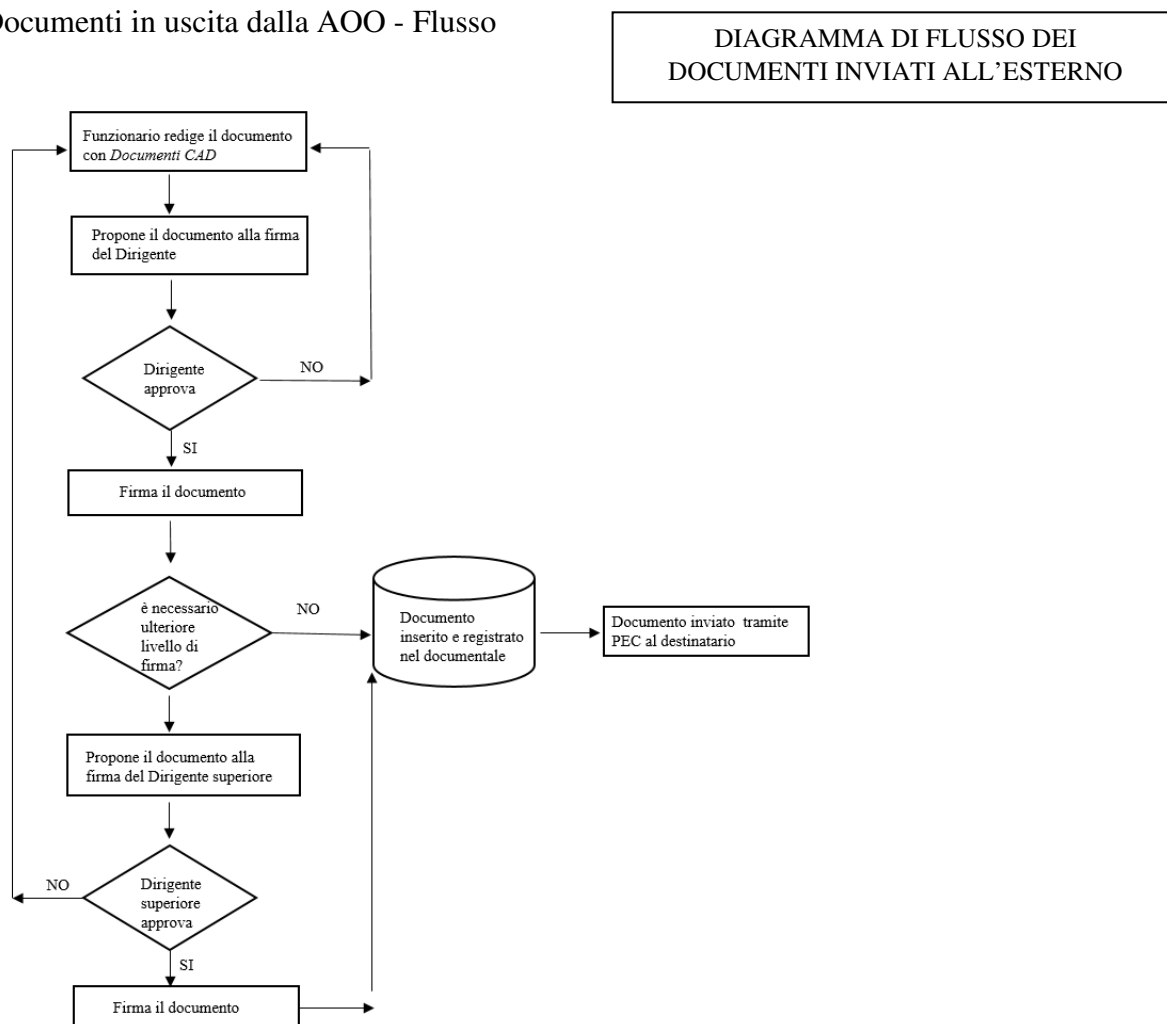 Documenti in uscita dalla AOO - Flusso
DIAGRAMMA DI FLUSSO DEI
DOCUMENTI INVIATI ALL’ESTERNO
Funzionario redige il documento
con Documenti CAD
Propone il documento alla firma
del Dirigente
Dirigente
approva
NO
SI
Firma il documento
è necessario
ulteriore
livello di
firma?
NO
Documento
inserito e registrato
nel documentale
Documento inviato tramite
PEC al destinatario
Propone il documento alla
firma del Dirigente superiore
Dirigente
superiore
approva
NO
SI
Firma il documento